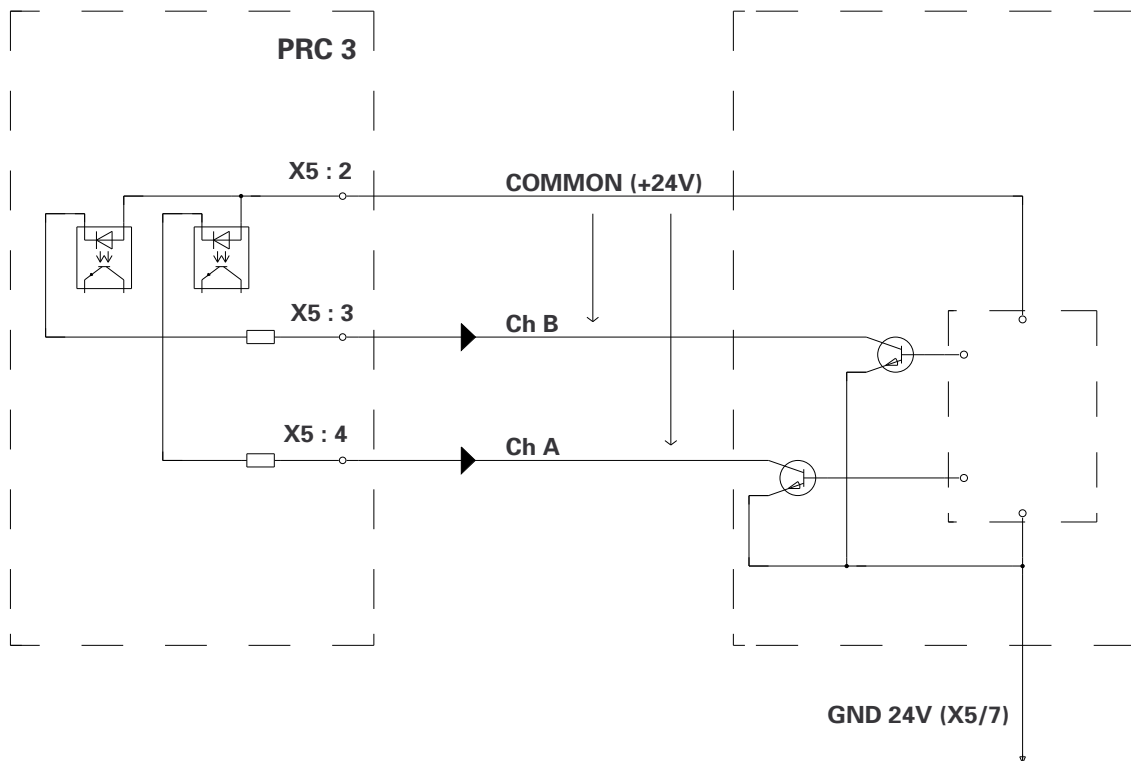 PRC 3
X5 : 2
COMMON (+24V)
X5 : 3
Ch B
X5 : 4
Ch A
GND 24V (X5/7)